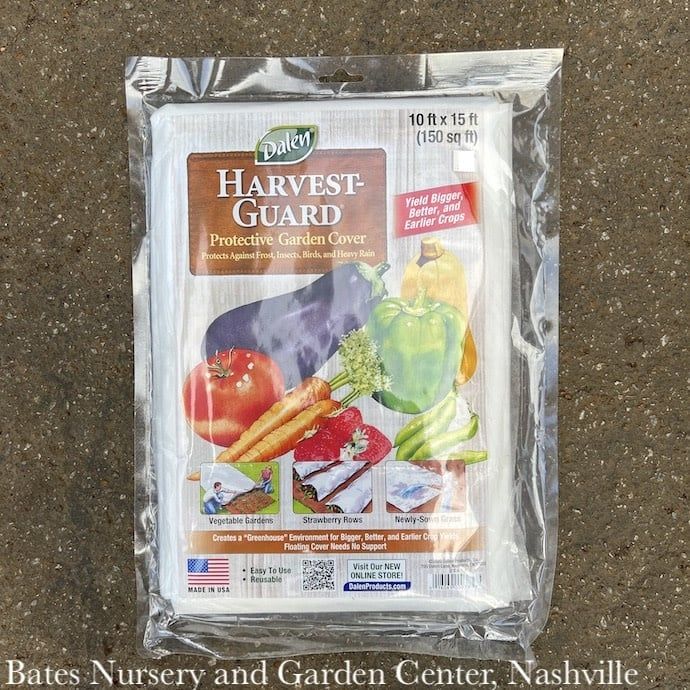 10 ft x 15 ft
(150 sq ft)
Dalen
HARVEST-
GUARD®
Protective Garden Cover
Protects Against Frost, Insects, Birds, and Heavy Rain
Yield Bigger,
Better, and
Earlier Crops
Vegetable Gardens
Strawberry Rows
Newly-Sown Grass
Creates a "Greenhouse" Environment for Bigger, Better, and Earlier Crop Yields
Floating Cover Needs No Support
MADE IN USA
• Easy To Use
• Reusable
Visit Our NEW
ONLINE STORE!
DalenProducts.com
Bates Nursery and Garden Center, Nashville